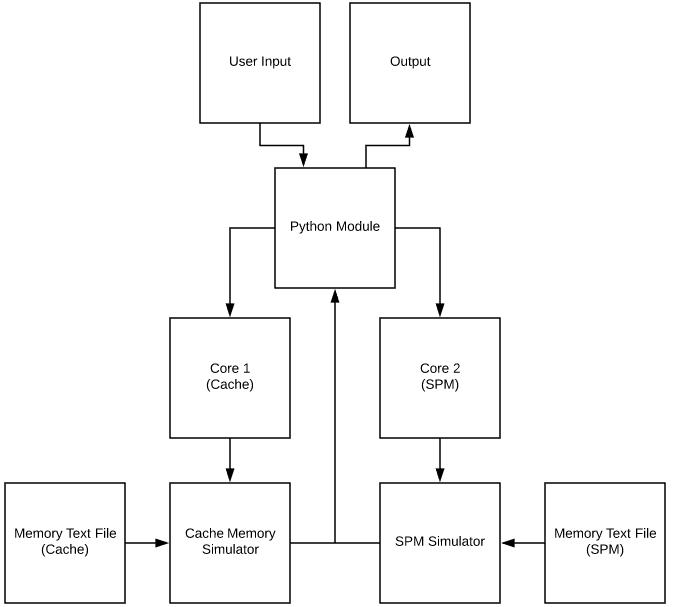 User Input
Output
Python Module
Core 1
(Cache)
Core 2
(SPM)
Memory Text File
(Cache)
Cache Memory
Simulator
SPM Simulator
Memory Text File
(SPM)